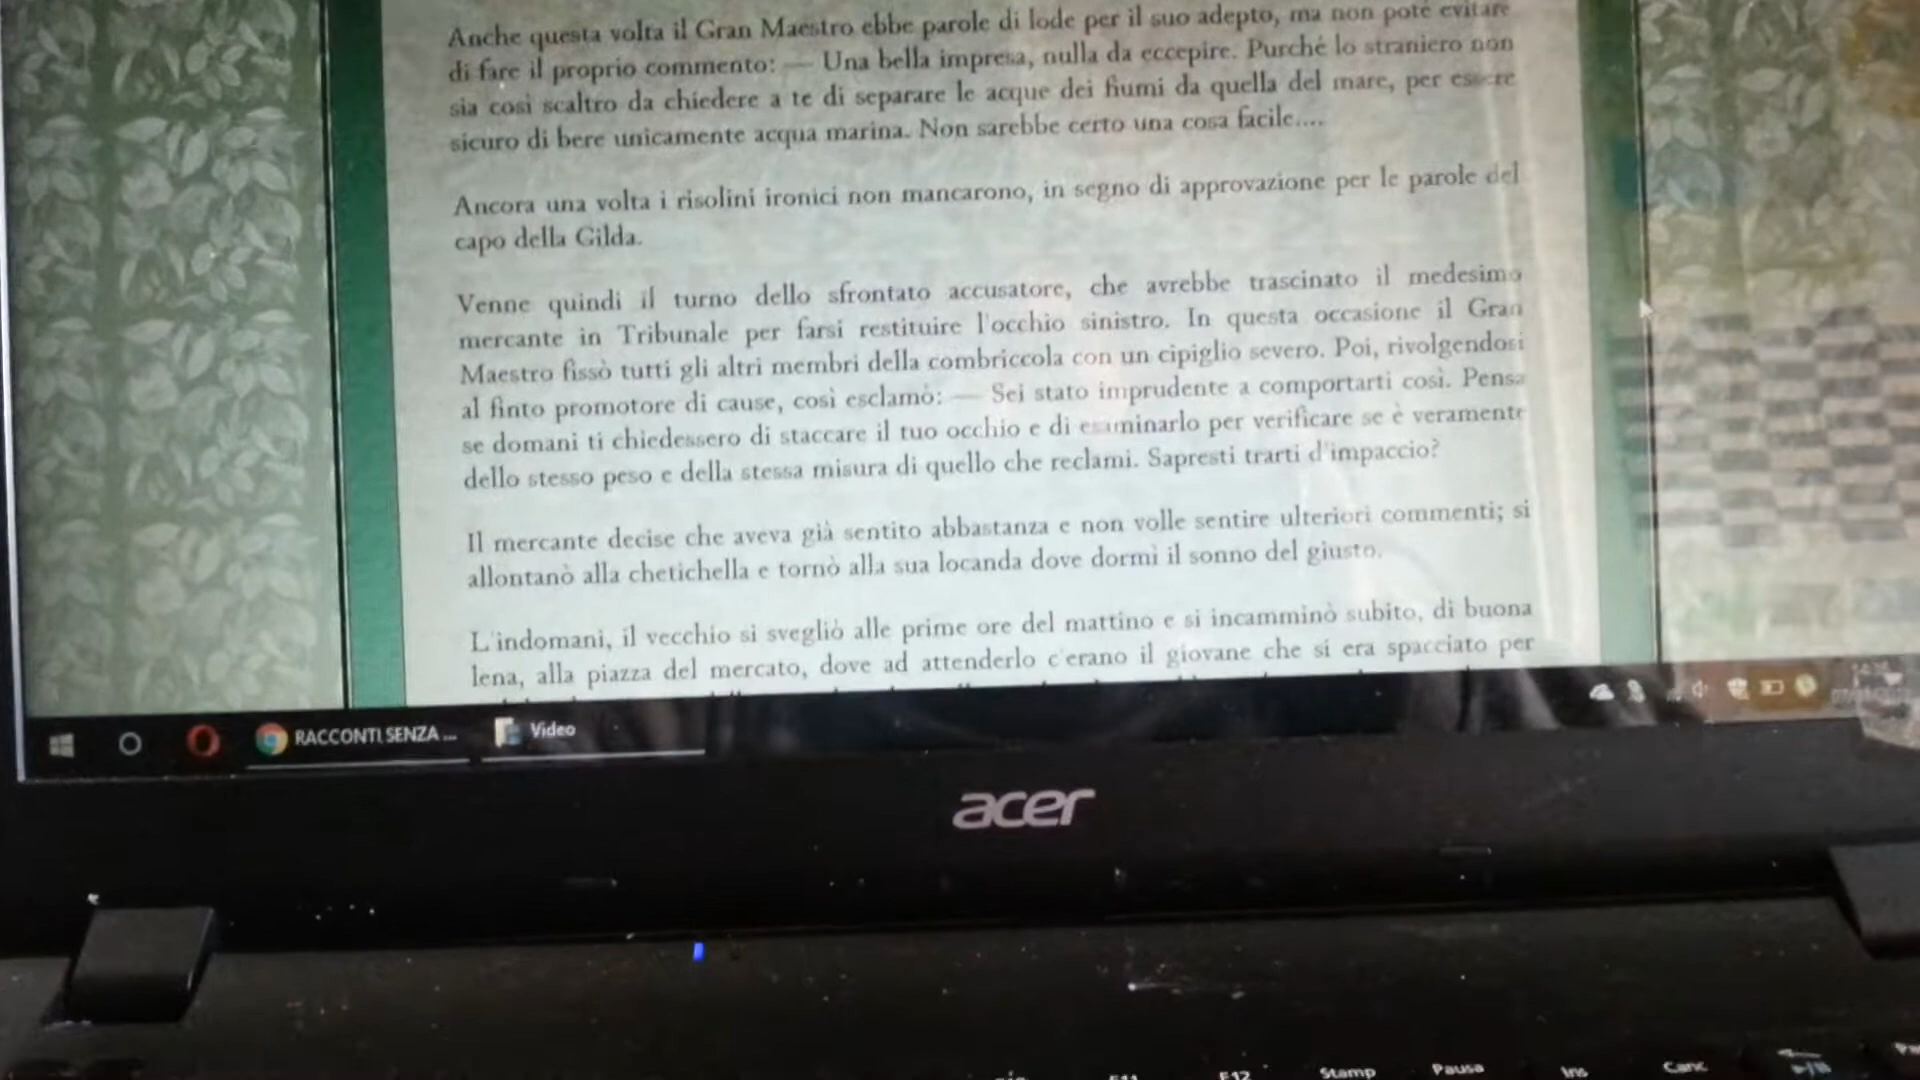 Anche questa volta il Gran Maestro ebbe parole di lode per il suo adepto, ma non poté evitare
di fare il proprio commento: — Una bella impresa, nulla da eccepire. Purché lo straniero non
sia così scaltro da chiedere a te di separare le acque dei fiumi da quella del mare, per essere
sicuro di bere unicamente acqua marina. Non sarebbe certo una cosa facile....
Ancora una volta i risolini ironici non mancarono, in segno di approvazione per le parole del
capo della Gilda.
Venne quindi il turno dello sfrontato accusatore, che avrebbe trascinato il medesimo
mercante in Tribunale per farsi restituire l'occhio sinistro. In questa occasione il Gran
Maestro fissò tutti gli altri membri della combriccola con un cipiglio severo. Poi, rivolgendosi
al finto promotore di cause, così esclamò: — Sei stato imprudente a comportarti così. Pensa
se domani ti chiedessero di staccare il tuo occhio e di esaminarlo per verificare se è veramente
dello stesso peso e della stessa misura di quello che reclami. Sapresti trarti d'impaccio?
Il mercante decise che aveva già sentito abbastanza e non volle sentire ulteriori commenti; si
allontanò alla chetichella e tornò alla sua locanda dove dormì il sonno del giusto.
L'indomani, il vecchio si svegliò alle prime ore del mattino e si incamminò subito, di buona
lena, alla piazza del mercato, dove ad attenderlo c'erano il giovane che si era spacciato per
RACCONTI SENZA ...
Video
acer
F11 F12 Stamp Pausa Ins Canc